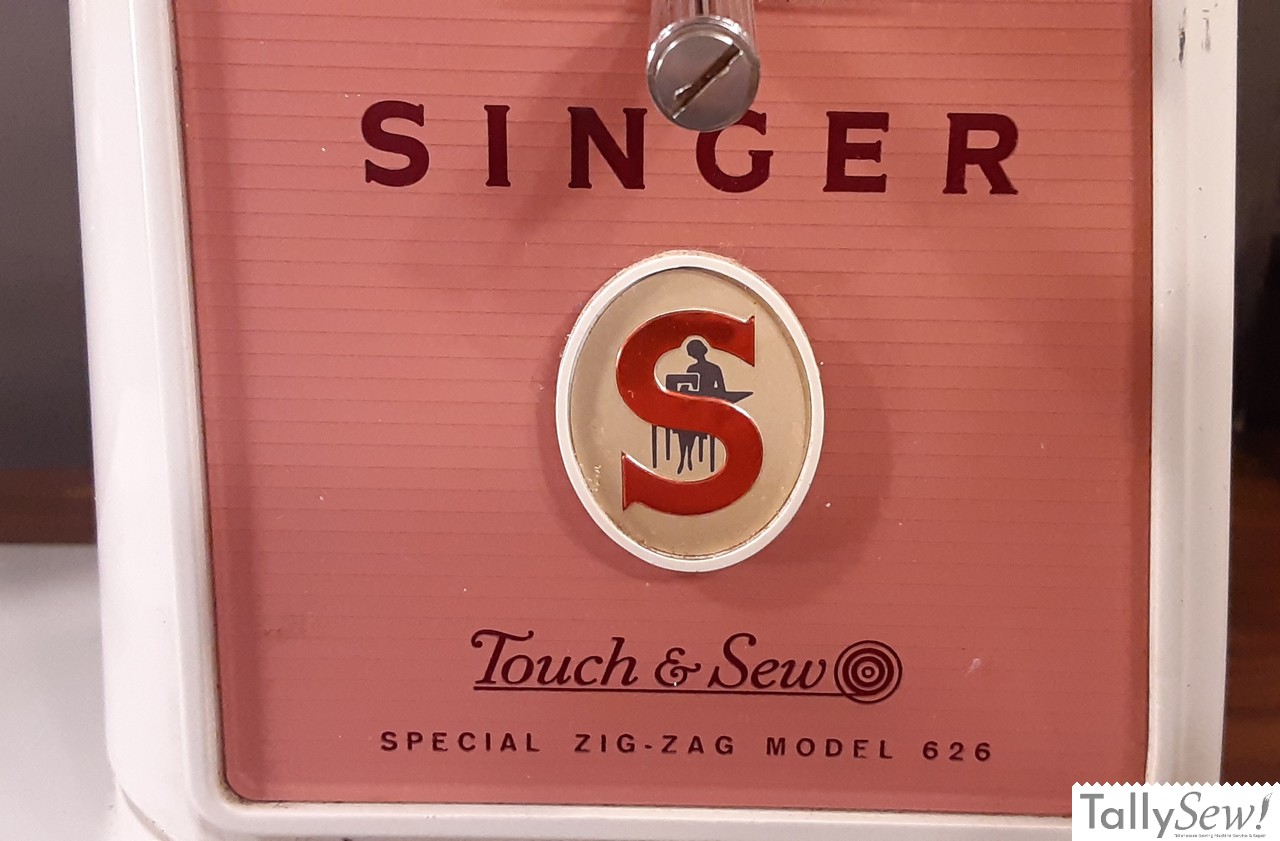 SINGER
S
Touch & Sew
SPECIAL ZIG-ZAG MODEL 626
TallySew!